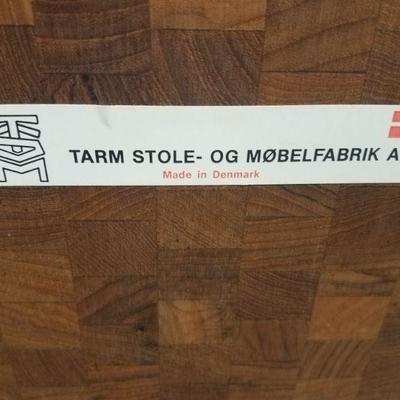 TARM STOLE- OG MØBELFABRIK A
Made in Denmark